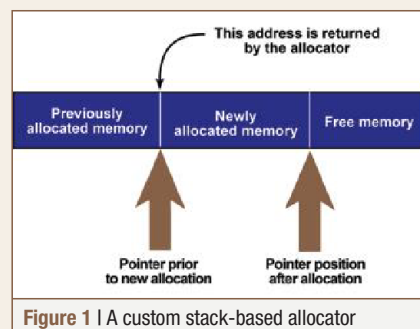 This address is returned
by the allocator
Previously
allocated memory
Newly
allocated memory
Free memory
Pointer prior
to new allocation
Pointer position
after allocation
Figure 1 | A custom stack-based allocator